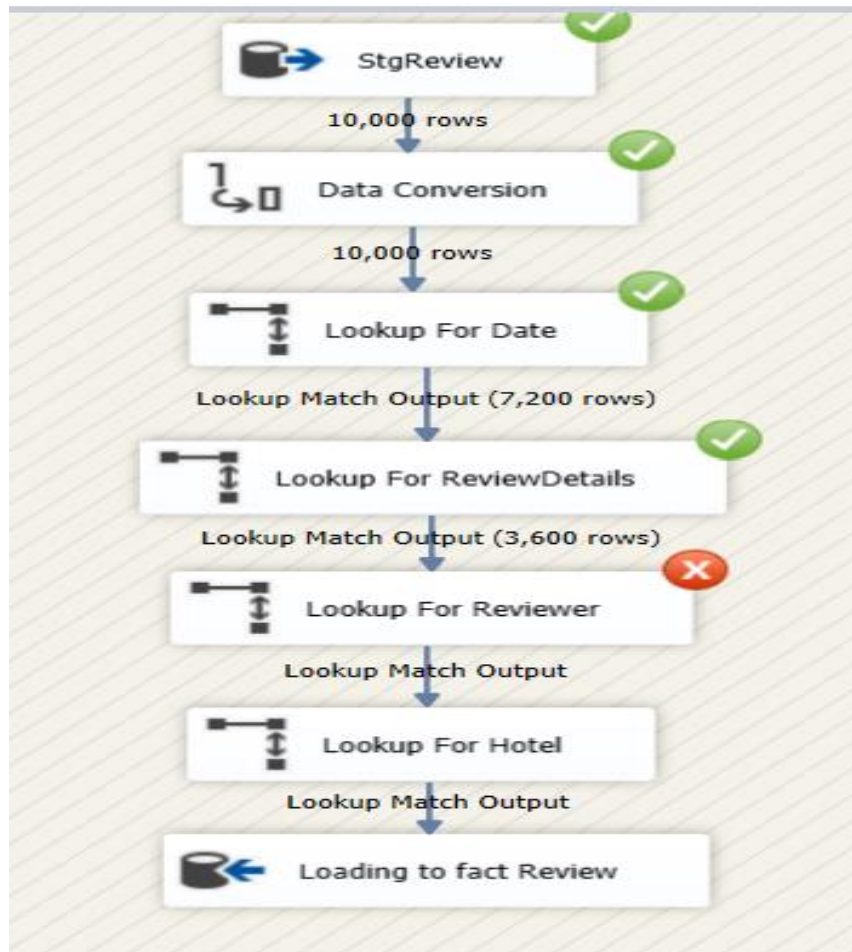 StgReview
10,000 rows
Data Conversion
10,000 rows
Lookup For Date
Lookup Match Output (7,200 rows)
Lookup For ReviewDetails
Lookup Match Output (3,600 rows)
Lookup For Reviewer
Lookup Match Output
Lookup For Hotel
Lookup Match Output
Loading to fact Review